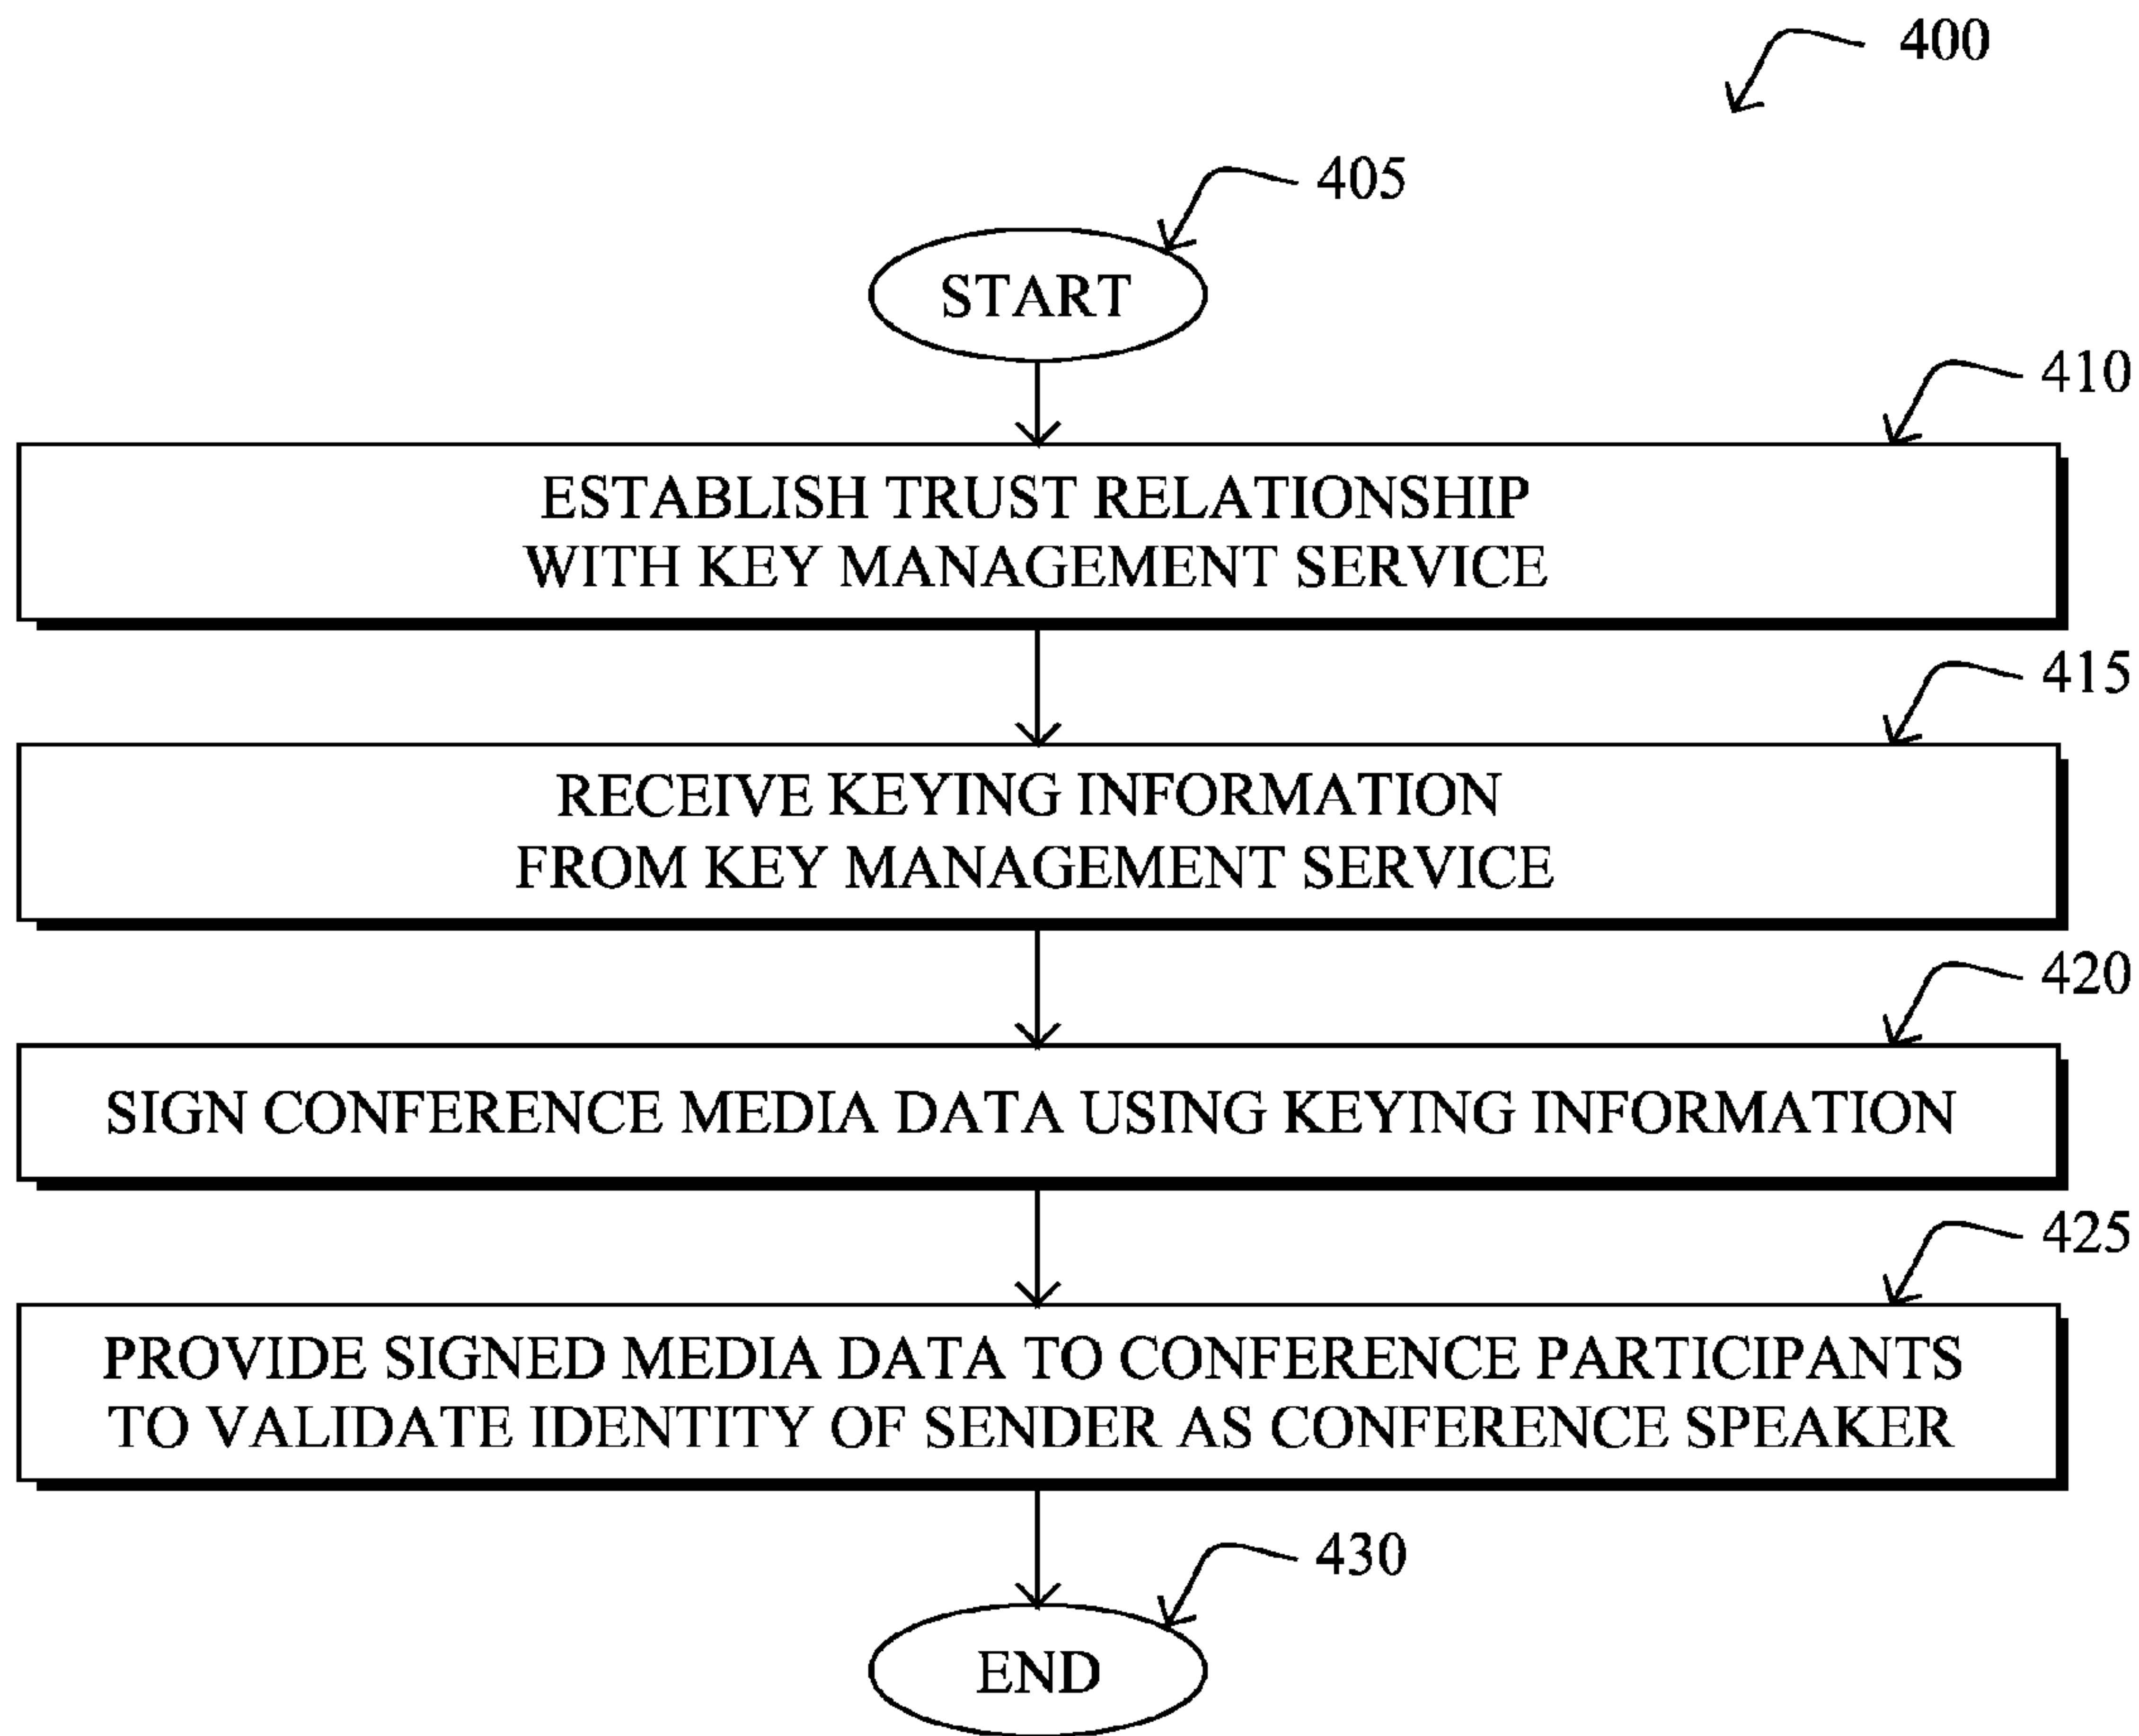 400
405
START
410
ESTABLISH TRUST RELATIONSHIP
WITH KEY MANAGEMENT SERVICE
415
RECEIVE KEYING INFORMATION
FROM KEY MANAGEMENT SERVICE
420
SIGN CONFERENCE MEDIA DATA USING KEYING INFORMATION
425
PROVIDE SIGNED MEDIA DATA TO CONFERENCE PARTICIPANTS
TO VALIDATE IDENTITY OF SENDER AS CONFERENCE SPEAKER
430
END